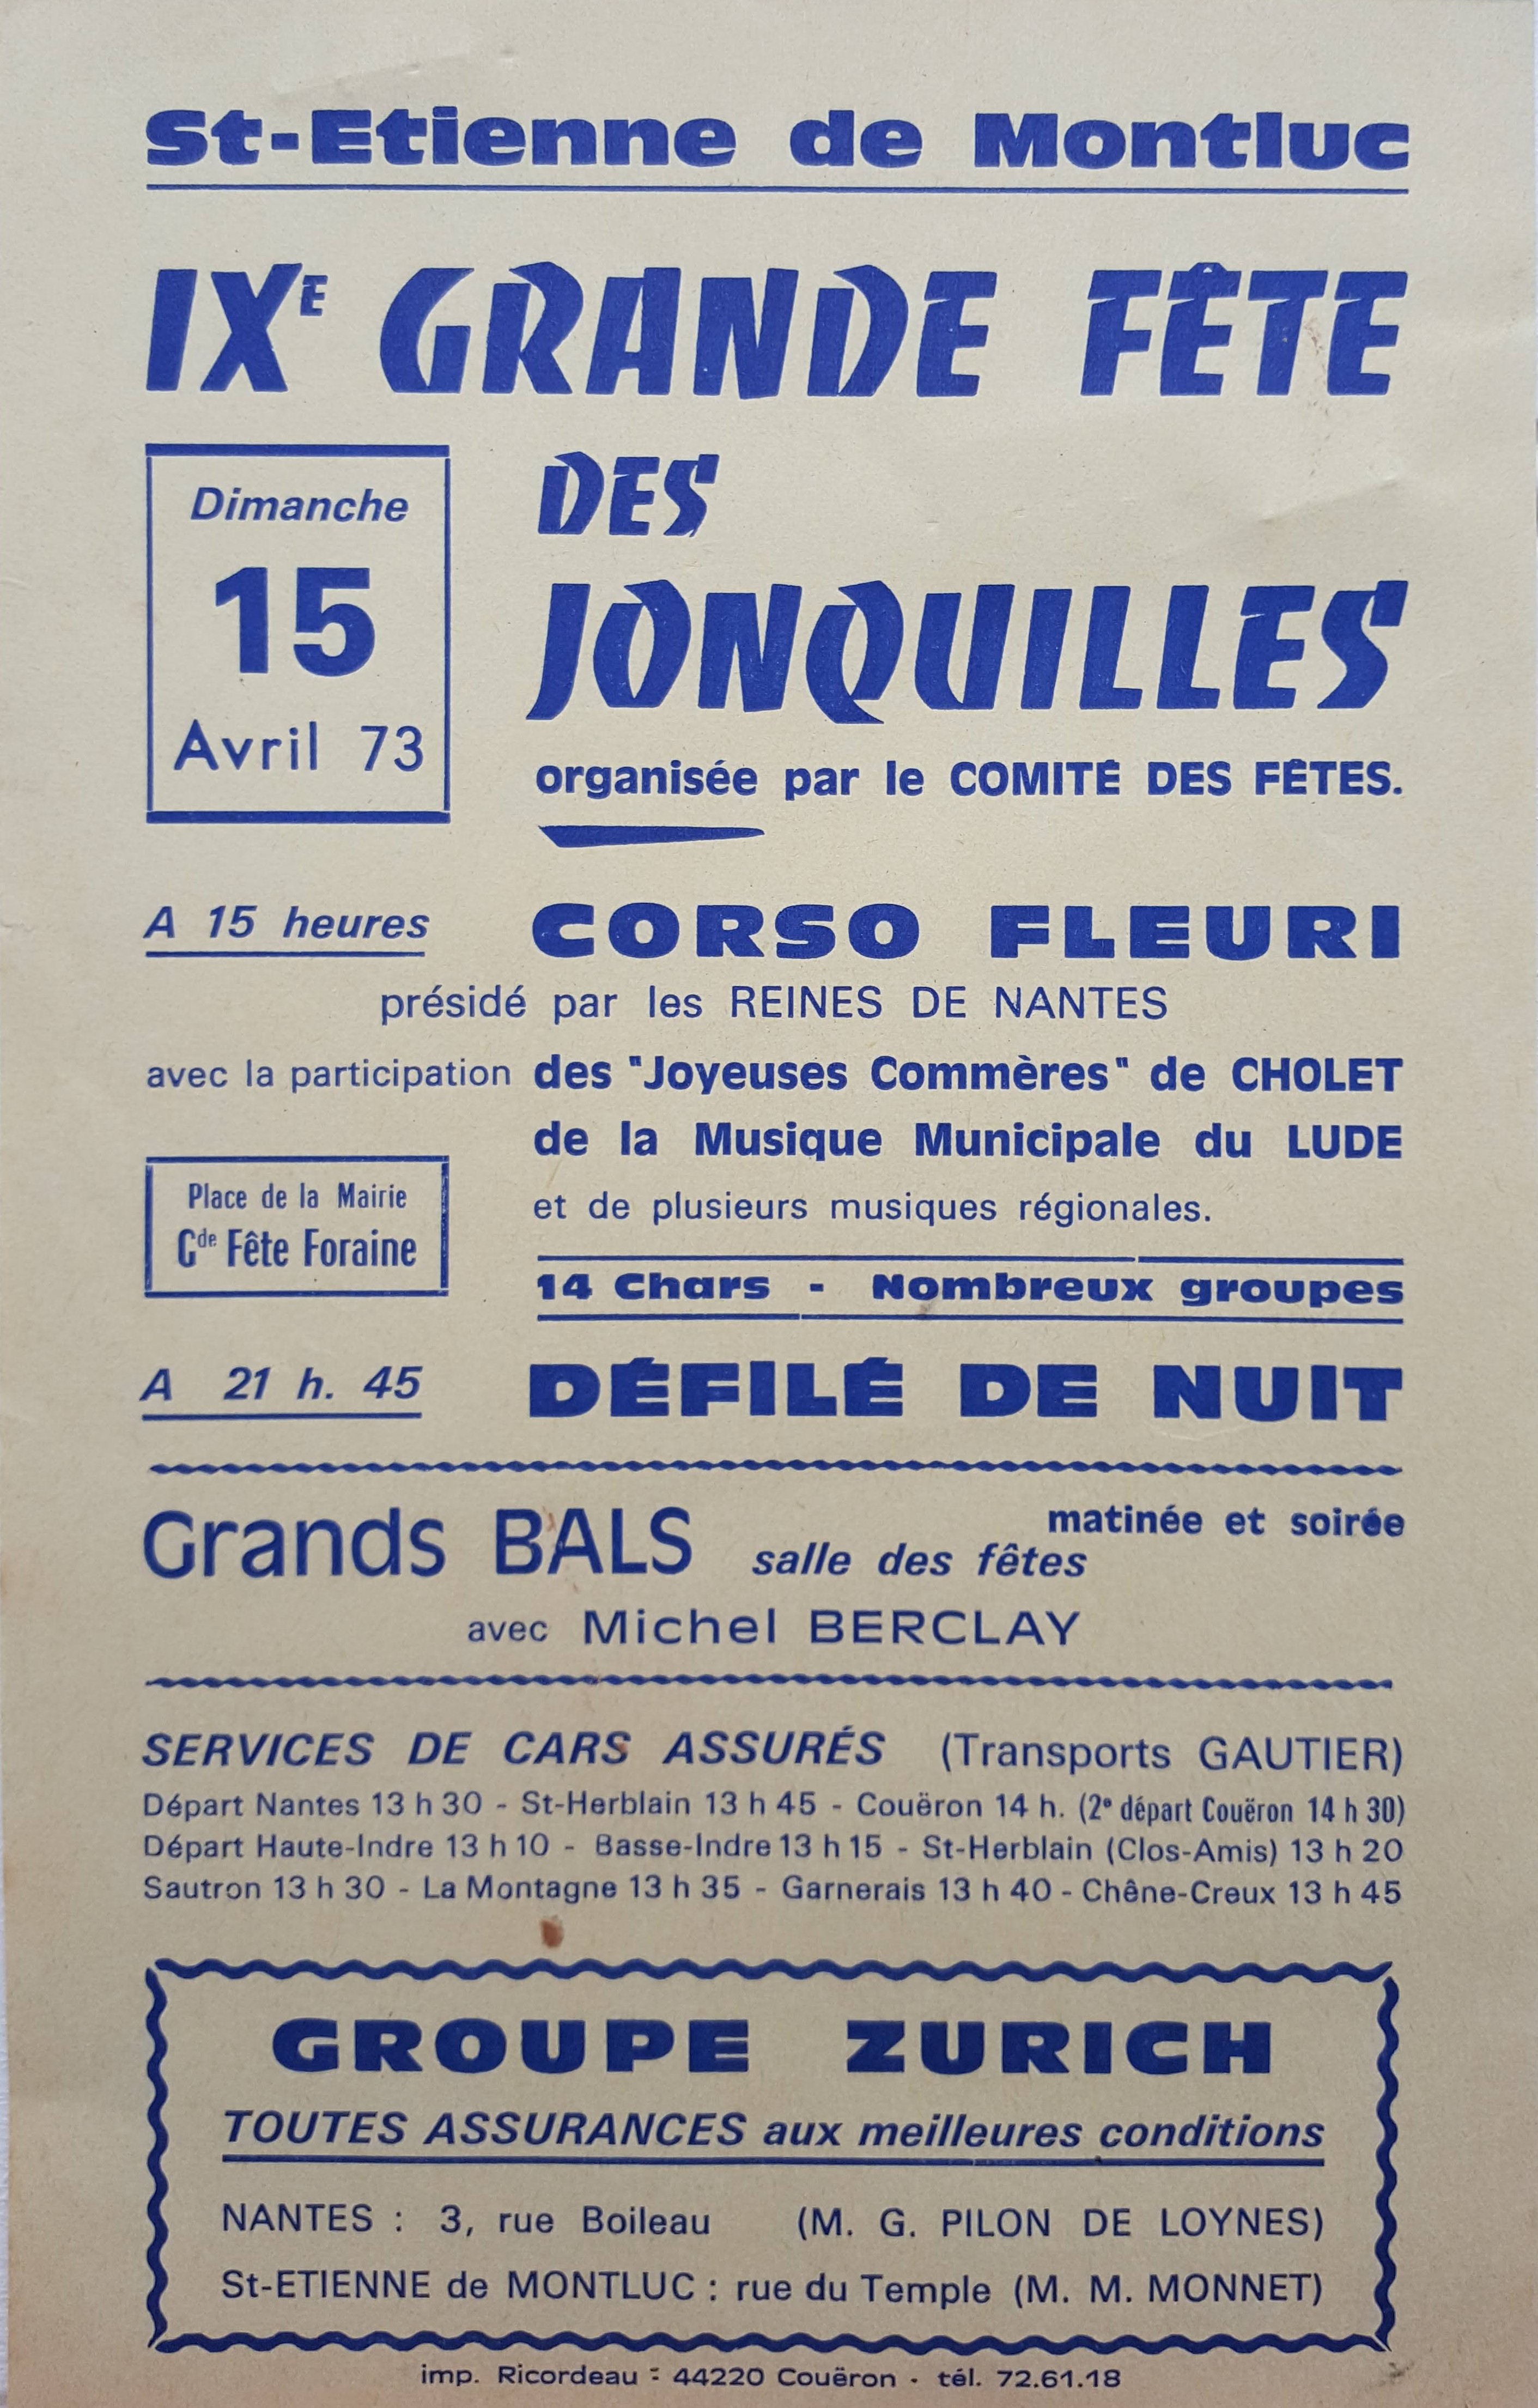 St-Etienne de Montluc
IXE GRANDE FÊTE
DES
JONQUILLES
Dimanche
15
Avril 73
organisée par le COMITÉ DES FÊTES.
A 15 heures CORSO FLEURI
présidé par les REINES DE NANTES
avec la participation des "Joyeuses Commères" de CHOLET
de la Musique Municipale du LUDE
et de plusieurs musiques régionales.
Place de la Mairie
Gde Fête Foraine
14 Chars - Nombreux groupes
A 21 h. 45 DÉFILÉ DE NUIT
Grands BALS salle des fêtes matinée et soirée
avec Michel BERCLAY
SERVICES DE CARS ASSURÉS (Transports GAUTIER)
Départ Nantes 13 h 30 - St-Herblain 13 h 45 - Couëron 14 h. (2e départ Couëron 14 h 30)
Départ Haute-Indre 13 h 10 - Basse-Indre 13 h 15 - St-Herblain (Clos-Amis) 13 h 20
Sautron 13 h 30 - La Montagne 13 h 35 - Garnerais 13 h 40 - Chêne-Creux 13 h 45
GROUPE ZURICH
TOUTES ASSURANCES aux meilleures conditions
NANTES : 3, rue Boileau (M. G. PILON DE LOYNES)
St-ETIENNE de MONTLUC : rue du Temple (M. M. MONNET)
imp. Ricordeau - 44220 Couëron - tél. 72.61.18